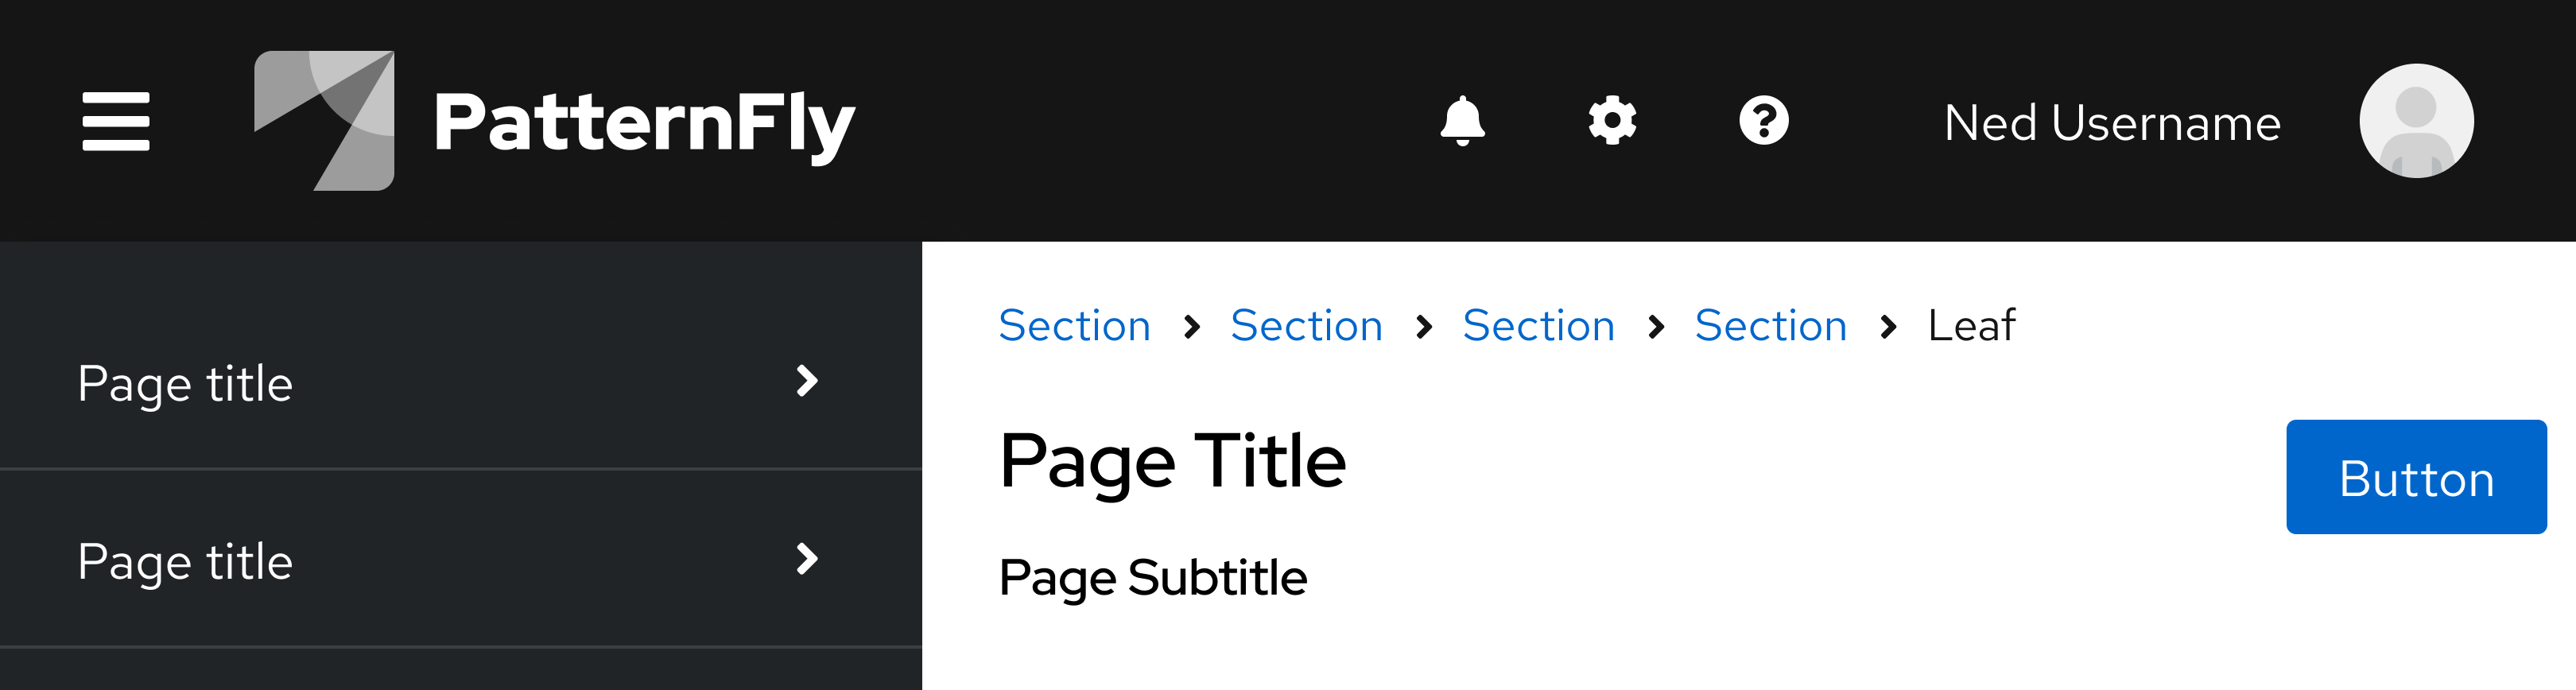 PatternFly
Ned Username
Page title
Page title
Section Section Section Section Leaf
Page Title
Button
Page Subtitle